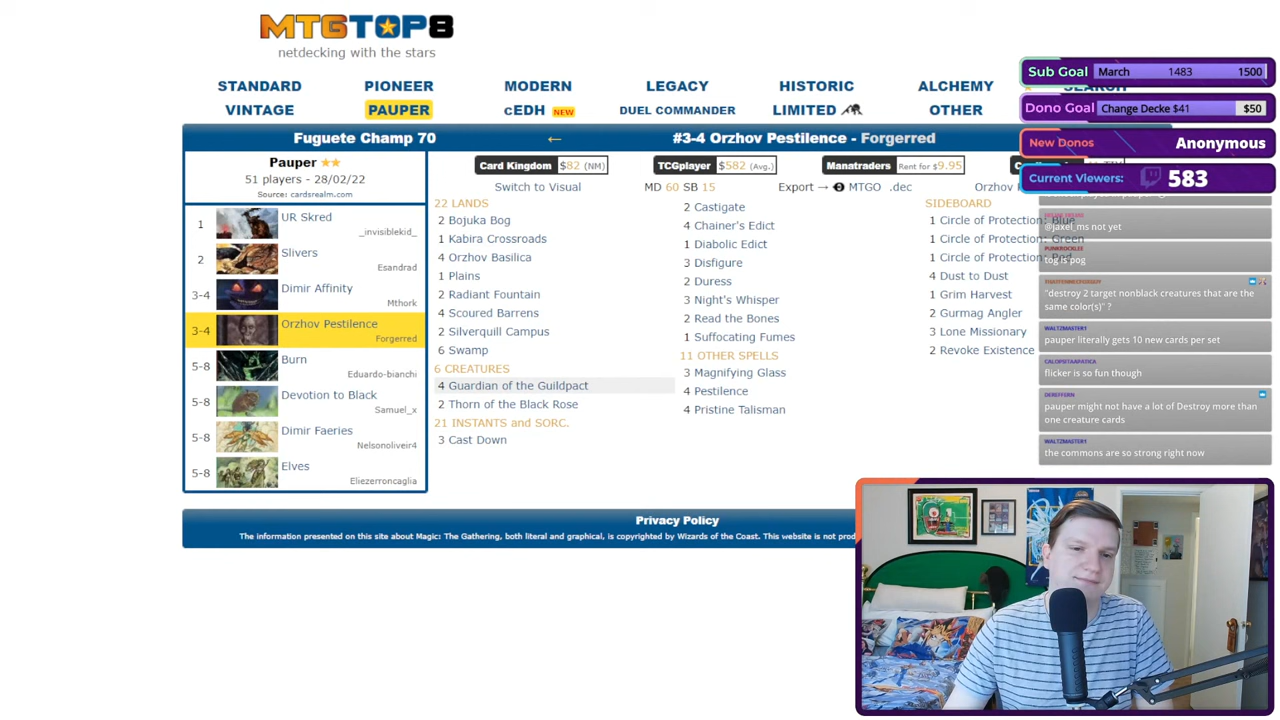 MTGTOP8
netdecking with the stars
STANDARD PIONEER MODERN LEGACY HISTORIC ALCHEMY
VINTAGE PAUPER cEDH NEW DUEL COMMANDER LIMITED OTHER
Fuguete Champ 70 ← #3-4 Orzhov Pestilence - Forgerred
Pauper
51 players - 28/02/22
Source: cardsrealm.com
1 UR Skred
_invisiblekid_
2 Slivers
Esandrad
3-4 Dimir Affinity
Mthork
3-4 Orzhov Pestilence
Forgerred
5-8 Burn
Eduardo-bianchi
5-8 Devotion to Black
Samuel_x
5-8 Dimir Faeries
Nelsonoliveir4
5-8 Elves
Eliezerroncaglia
Card Kingdom $82 (NM) TCGplayer $582 (Avg.) Manatraders Rent for $9.95
Switch to Visual MD 60 SB 15 Export → MTGO .dec Orzhov
22 LANDS
2 Bojuka Bog
1 Kabira Crossroads
4 Orzhov Basilica
1 Plains
2 Radiant Fountain
4 Scoured Barrens
2 Silverquill Campus
6 Swamp
6 CREATURES
4 Guardian of the Guildpact
2 Thorn of the Black Rose
21 INSTANTS and SORC.
3 Cast Down
2 Castigate
4 Chainer's Edict
1 Diabolic Edict
3 Disfigure
2 Duress
3 Night's Whisper
2 Read the Bones
1 Suffocating Fumes
11 OTHER SPELLS
3 Magnifying Glass
4 Pestilence
4 Pristine Talisman
SIDEBOARD
1 Circle of Protection: Blue
1 Circle of Protection: Green
1 Circle of Protection: Red
4 Dust to Dust
1 Grim Harvest
2 Gurmag Angler
3 Lone Missionary
2 Revoke Existence
Privacy Policy
The information presented on this site about Magic: The Gathering, both literal and graphical, is copyrighted by Wizards of the Coast. This website is not
Sub Goal March 1483 1500
Dono Goal Change Decke $41 $50
New Donos Anonymous
Current Viewers: 583
@jaxel_ms not yet
PUNKROCKLEE
tog is pog
"destroy 2 target nonblack creatures that are the
same color(s)" ?
WALTZMASTER1
pauper literally gets 10 new cards per set
flicker is so fun though
DEREFFERN
pauper might not have a lot of Destroy more than
one creature cards
WALTZMASTER1
the commons are so strong right now